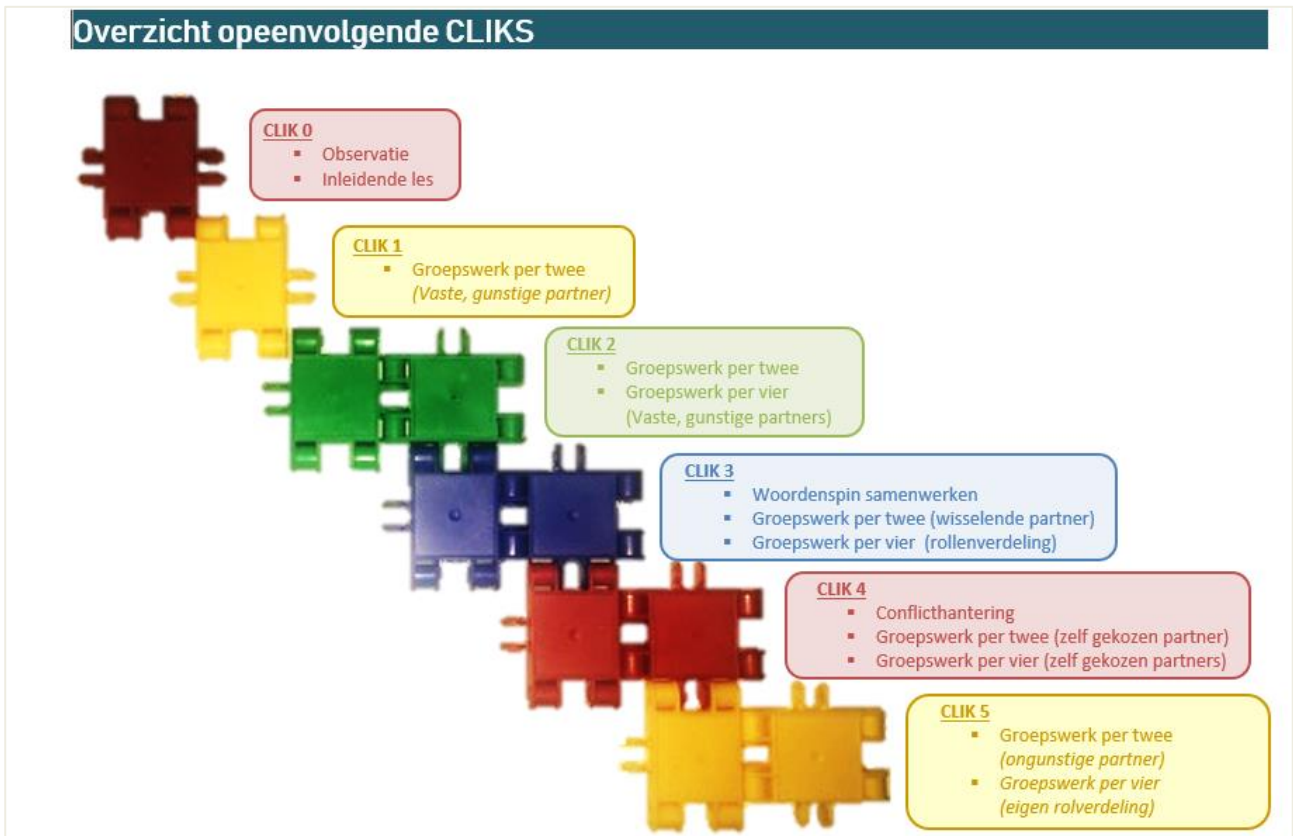 Overzicht opeenvolgende CLIKS
CLIK 0
▪ Observatie
▪ Inleidende les
CLIK 1
▪ Groepswerk per twee
(Vaste, gunstige partner)
CLIK 2
▪ Groepswerk per twee
▪ Groepswerk per vier
(Vaste, gunstige partners)
CLIK 3
▪ Woordenspin samenwerken
▪ Groepswerk per twee (wisselende partner)
▪ Groepswerk per vier (rollenverdeling)
CLIK 4
▪ Conflicthantering
▪ Groepswerk per twee (zelf gekozen partner)
▪ Groepswerk per vier (zelf gekozen partners)
CLIK 5
▪ Groepswerk per twee
(ongunstige partner)
▪ Groepswerk per vier
(eigen rolverdeling)